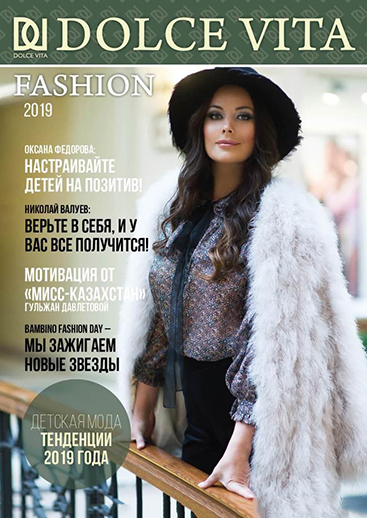 DOLCE VITA
DOLCE VITA
FASHION
2019
ОКСАНА ФЕДОРОВА:
НАСТРАИВАЙТЕ
ДЕТЕЙ НА ПОЗИТИВ!
НИКОЛАЙ ВАЛУЕВ:
ВЕРЬТЕ В СЕБЯ, И У
ВАС ВСЕ ПОЛУЧИТСЯ!
МОТИВАЦИЯ ОТ
«МИСС-КАЗАХСТАН»
ГУЛЬЖАН ДАВЛЕТОВОЙ
BAMBINO FASHION DAY –
МЫ ЗАЖИГАЕМ
НОВЫЕ ЗВЕЗДЫ
ДЕТСКАЯ МОДА
ТЕНДЕНЦИИ
2019 ГОДА